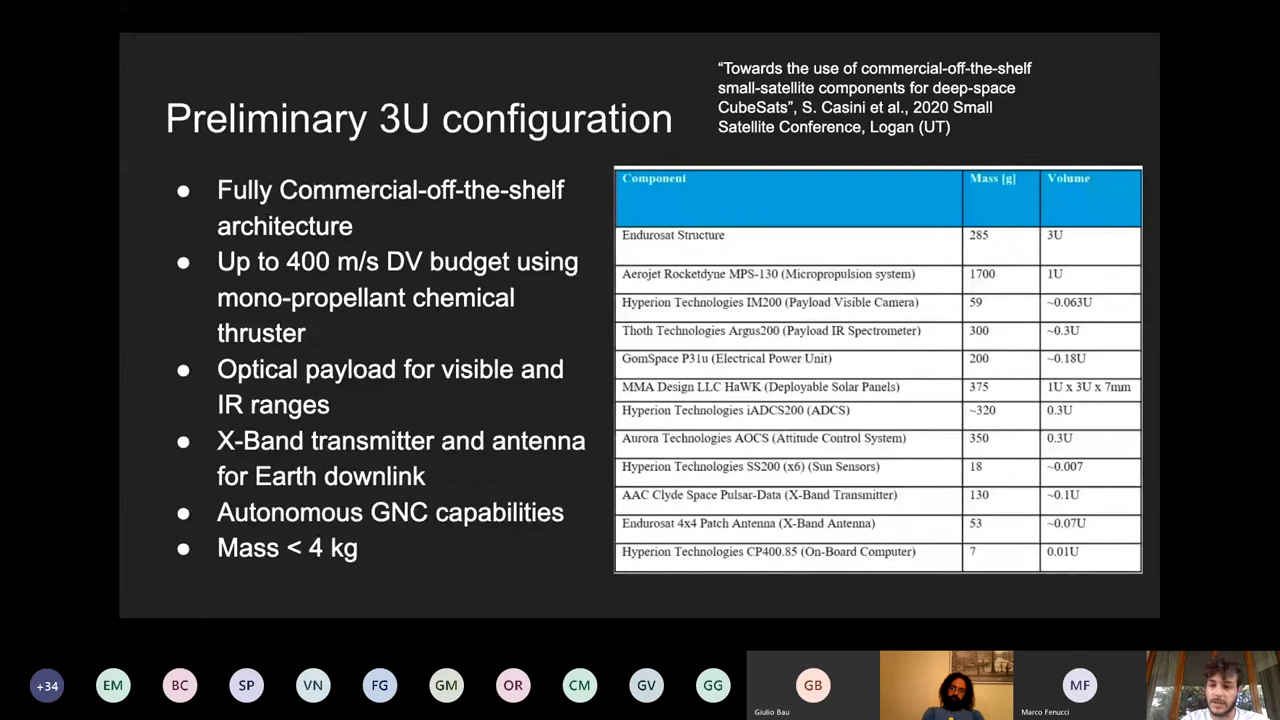 “Towards the use of commercial-off-the-shelf
small-satellite components for deep-space
CubeSats”, S. Casini et al., 2020 Small
Satellite Conference, Logan (UT)
Preliminary 3U configuration
● Fully Commercial-off-the-shelf
architecture
● Up to 400 m/s DV budget using
mono-propellant chemical
thruster
● Optical payload for visible and
IR ranges
● X-Band transmitter and antenna
for Earth downlink
● Autonomous GNC capabilities
● Mass < 4 kg
Component Mass [g] Volume
Endurosat Structure 285 3U
Aerojet Rocketdyne MPS-130 (Micropropulsion system) 1700 1U
Hyperion Technologies IM200 (Payload Visible Camera) 59 ~0.063U
Thoth Technologies Argus200 (Payload IR Spectrometer) 300 ~0.3U
GomSpace P31u (Electrical Power Unit) 200 ~0.18U
MMA Design LLC HaWK (Deployable Solar Panels) 375 1U x 3U x 7mm
Hyperion Technologies iADCS200 (ADCS) ~320 0.3U
Aurora Technologies AOCS (Attitude Control System) 350 0.3U
Hyperion Technologies SS200 (x6) (Sun Sensors) 18 ~0.007
AAC Clyde Space Pulsar-Data (X-Band Transmitter) 130 ~0.1U
Endurosat 4x4 Patch Antenna (X-Band Antenna) 53 ~0.07U
Hyperion Technologies CP400.85 (On-Board Computer) 7 0.01U
+34 EM BC SP VN FG GM OR CM GV GG GB MF
Giulio Bau Marco Fenucci